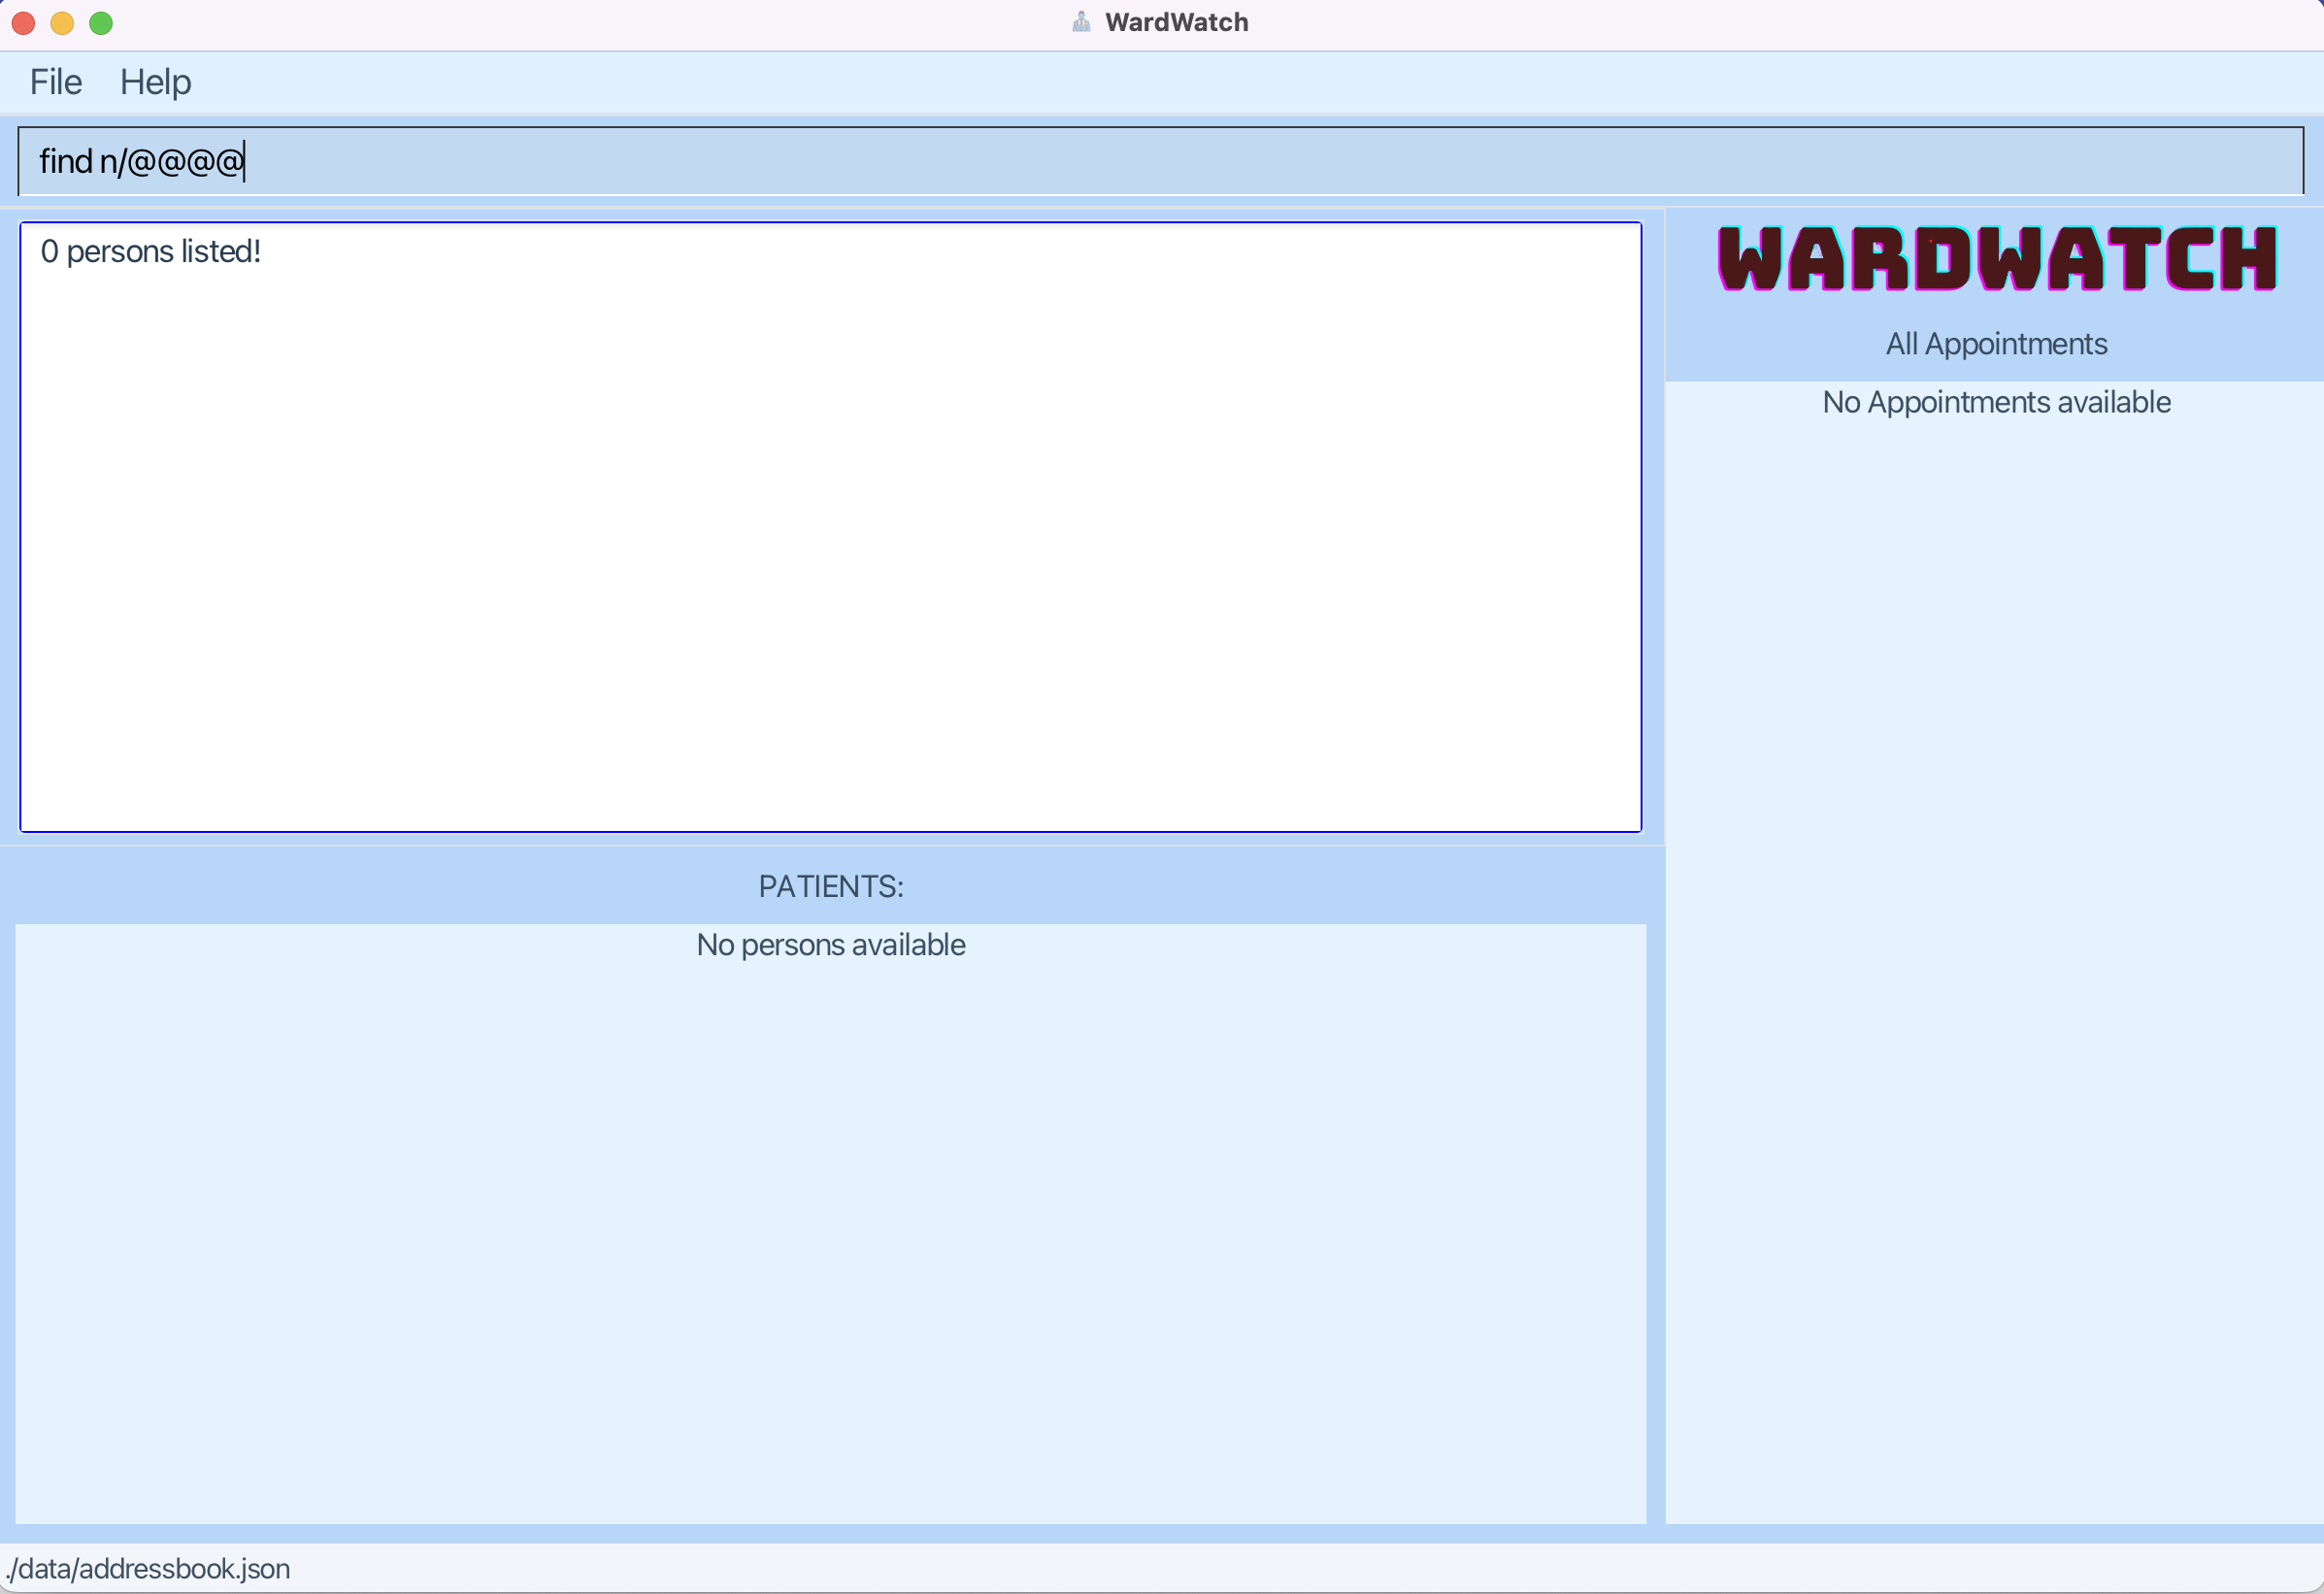 WardWatch
File Help
find n/@@@@
0 persons listed!
WARDWATCH
All Appointments
No Appointments available
PATIENTS:
No persons available
./data/addressbook.json